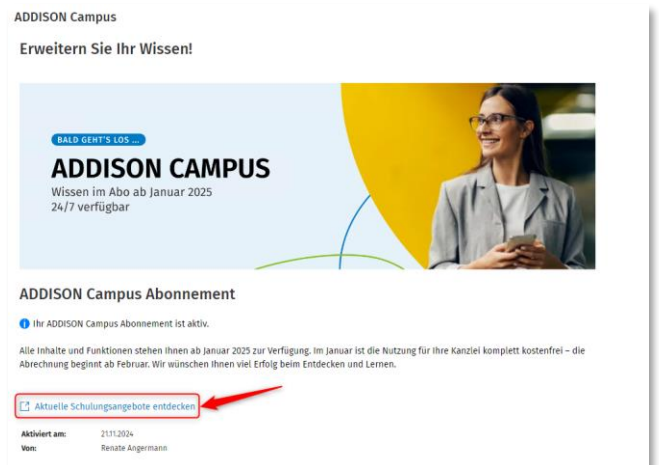 ADDISON Campus
Erweitern Sie Ihr Wissen!
BALD GEHT'S LOS ...
ADDISON CAMPUS
Wissen im Abo ab Januar 2025
24/7 verfügbar
ADDISON Campus Abonnement
Ihr ADDISON Campus Abonnement ist aktiv.
Alle Inhalte und Funktionen stehen Ihnen ab Januar 2025 zur Verfügung. Im Januar ist die Nutzung für Ihre Kanzlei komplett kostenfrei – die
Abrechnung beginnt ab Februar. Wir wünschen Ihnen viel Erfolg beim Entdecken und Lernen.
Aktuelle Schulungsangebote entdecken
Aktiviert am: 21.11.2024
Von: Renate Angermann